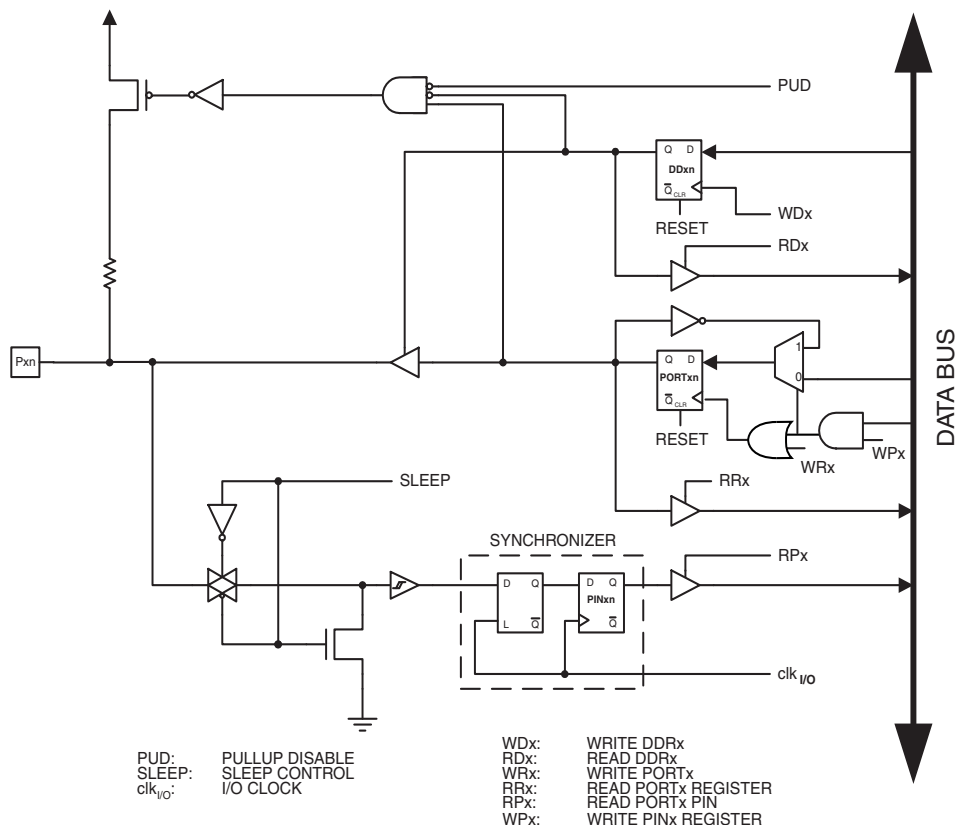 PUD
Q D
DDxn
Q CLR
WDx
RESET
RDx
Pxn
1
Q D
PORTxn
0
Q CLR
RESET
WRx
WPx
DATA BUS
SLEEP
RRx
SYNCHRONIZER
RPx
D Q
D Q
PINxn
L Q
Q
clk I/O
PUD: PULLUP DISABLE
SLEEP: SLEEP CONTROL
clkI/O: I/O CLOCK
WDx: WRITE DDRx
RDx: READ DDRx
WRx: WRITE PORTx
RRx: READ PORTx REGISTER
RPx: READ PORTx PIN
WPx: WRITE PINx REGISTER